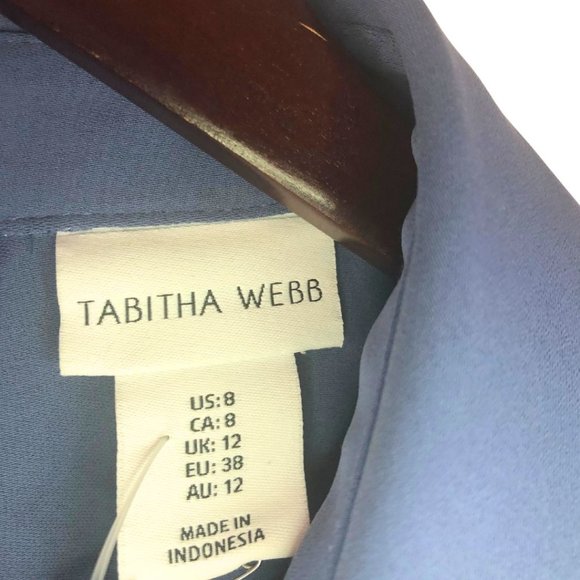 TABITHA WEBB
US: 8
CA: 8
UK: 12
EU: 38
AU: 12
MADE IN
INDONESIA